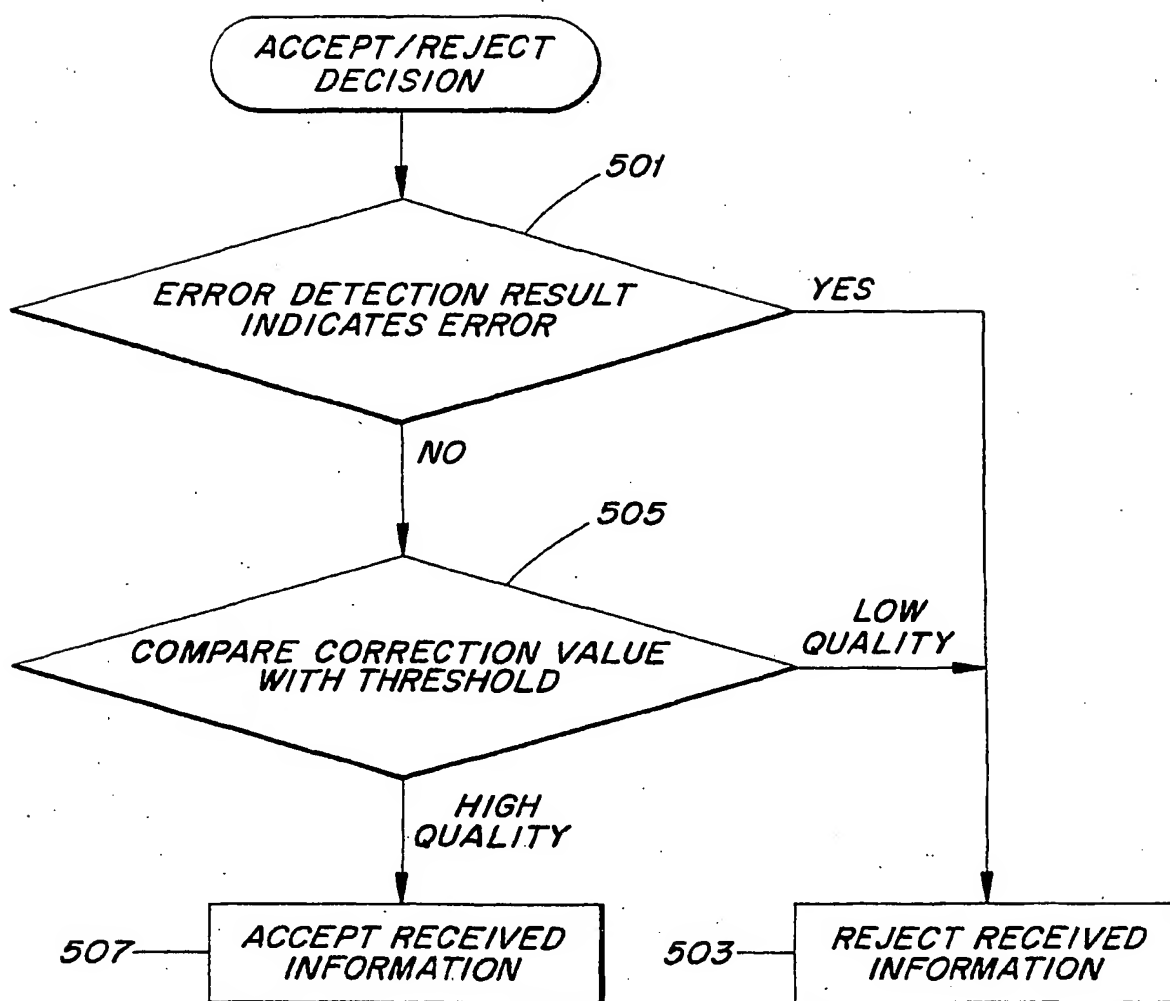 ACCEPT/REJECT
DECISION
501
ERROR DETECTION RESULT
INDICATES ERROR
YES
NO
505
COMPARE CORRECTION VALUE
WITH THRESHOLD
LOW
QUALITY
HIGH
QUALITY
507
ACCEPT RECEIVED
INFORMATION
503
REJECT RECEIVED
INFORMATION